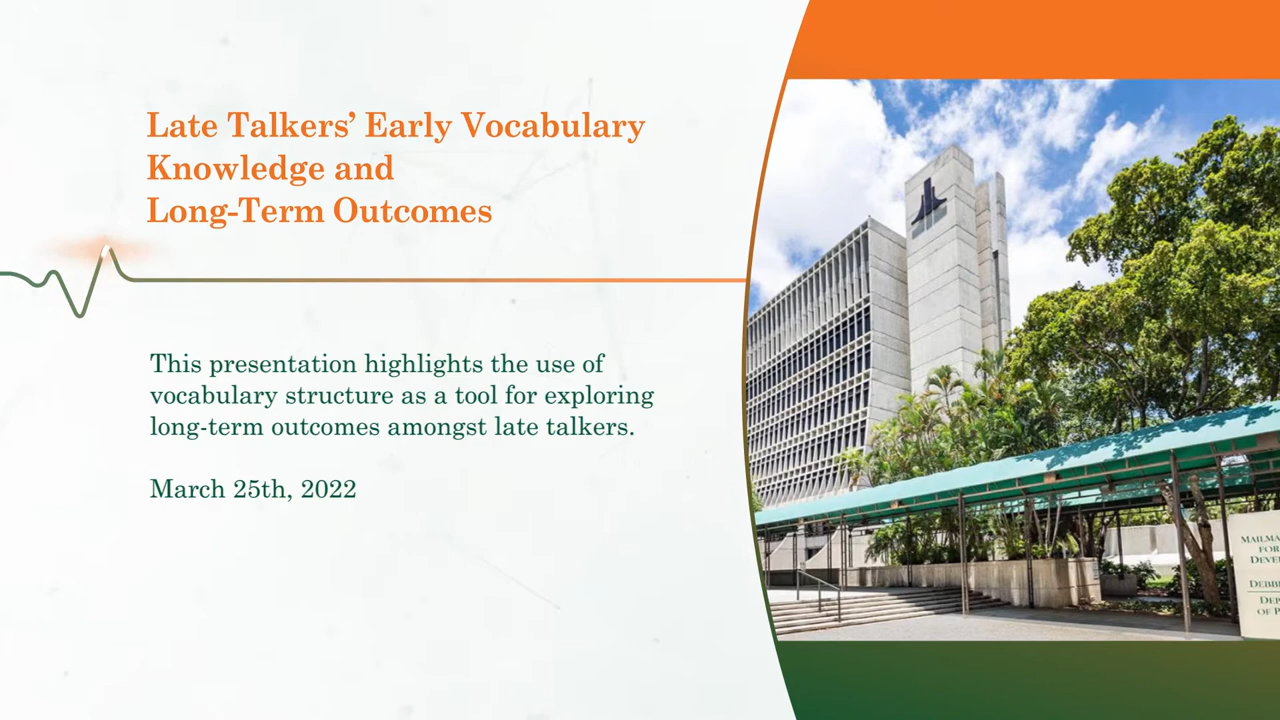 Late Talkers’ Early Vocabulary
Knowledge and
Long-Term Outcomes
This presentation highlights the use of
vocabulary structure as a tool for exploring
long-term outcomes amongst late talkers.
March 25th, 2022